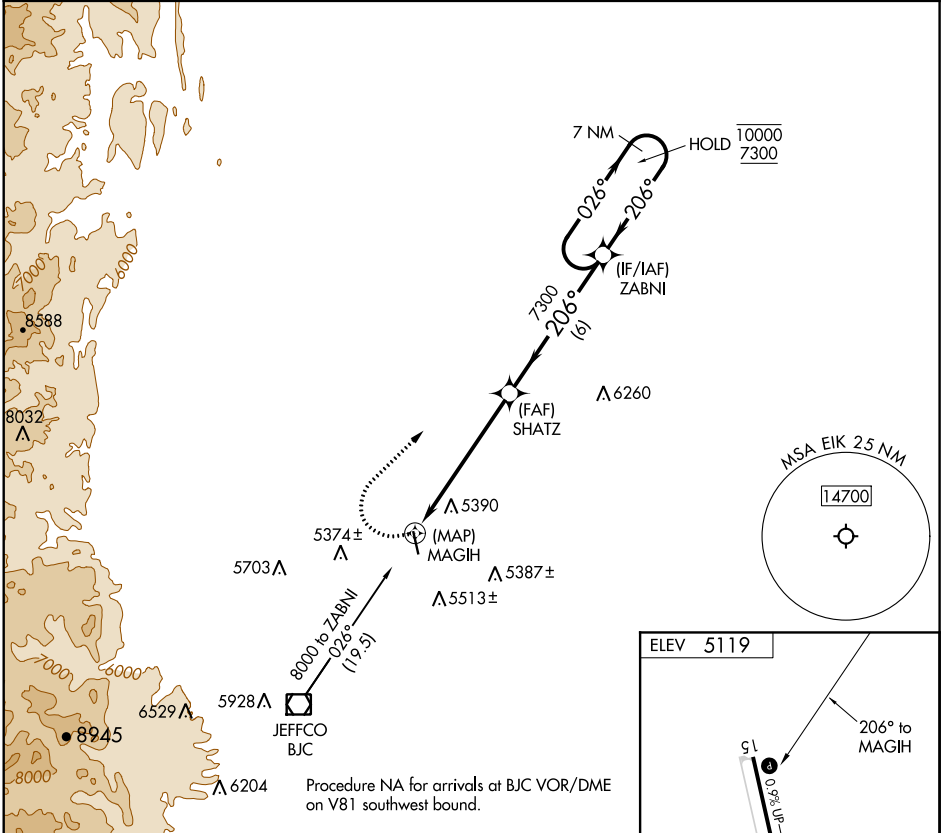 7 NM
HOLD
10000
7300
026°
206°
(IF/IAF)
ZABNI
7300
206°
(6)
7000
6000
8588
8032
(FAF)
SHATZ
6260
MSA EIK 25 NM
14700
5390
(MAP)
MAGIH
5374±
5703
5387±
5513±
8000 to ZABNI
026°
(19.5)
7000
6000
6529
5928
JEFFCO
BJC
8945
8000
6204
Procedure NA for arrivals at BJC VOR/DME
on V81 southwest bound.
ELEV 5119
206° to
MAGIH
15
P
0.9% UP